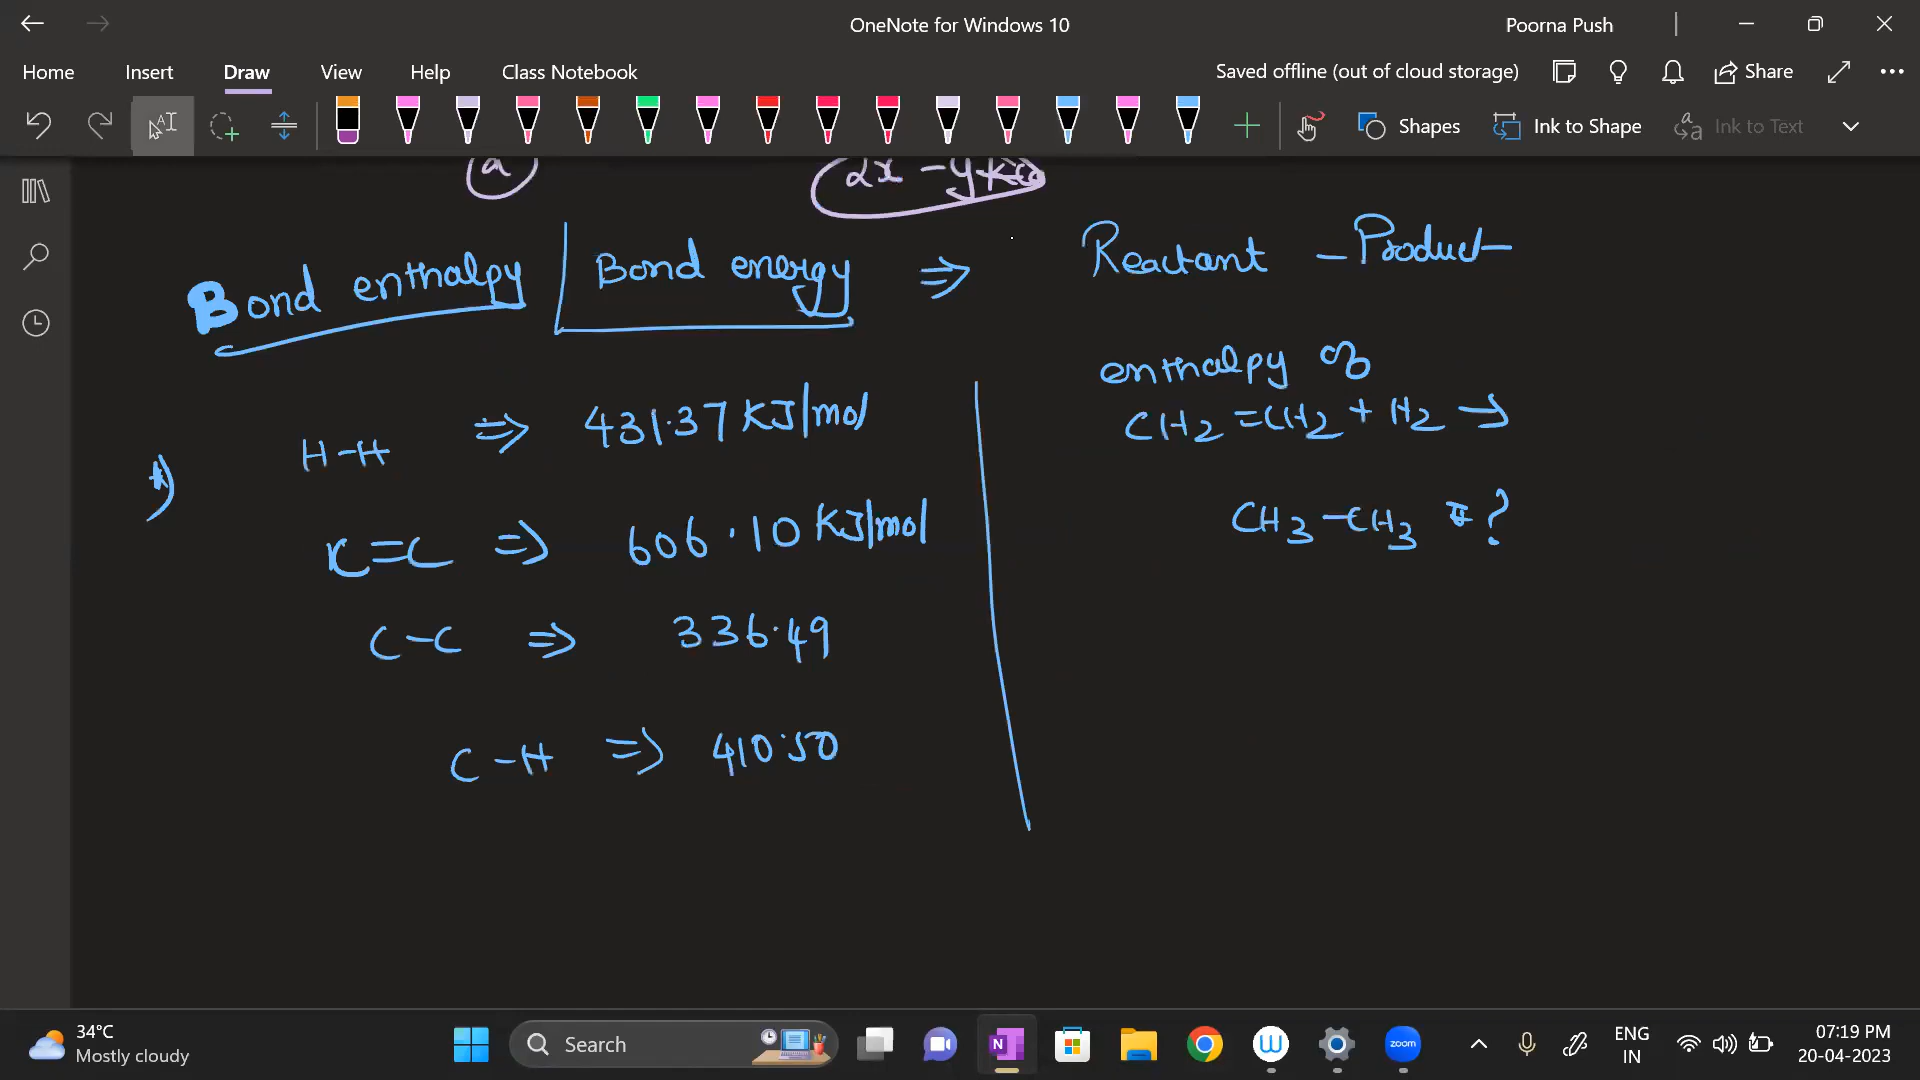 OneNote for Windows 10
Poorna Push
Home Insert Draw View Help Class Notebook
Saved offline (out of cloud storage)
Share
Shapes
Ink to Shape
Ink to Text
2x - y
Bond enthalpy | Bond energy ⇒ Reactant - Product
enthalpy of
CH2 = CH2 + H2 →
CH3 - CH3 ?
H-H ⇒ 431.37 KJ/mol
C=C ⇒ 606.10 KJ/mol
C-C ⇒ 336.49
C-H ⇒ 410.50
34°C
Mostly cloudy
Search
zoom
ENG
IN
07:19 PM
20-04-2023